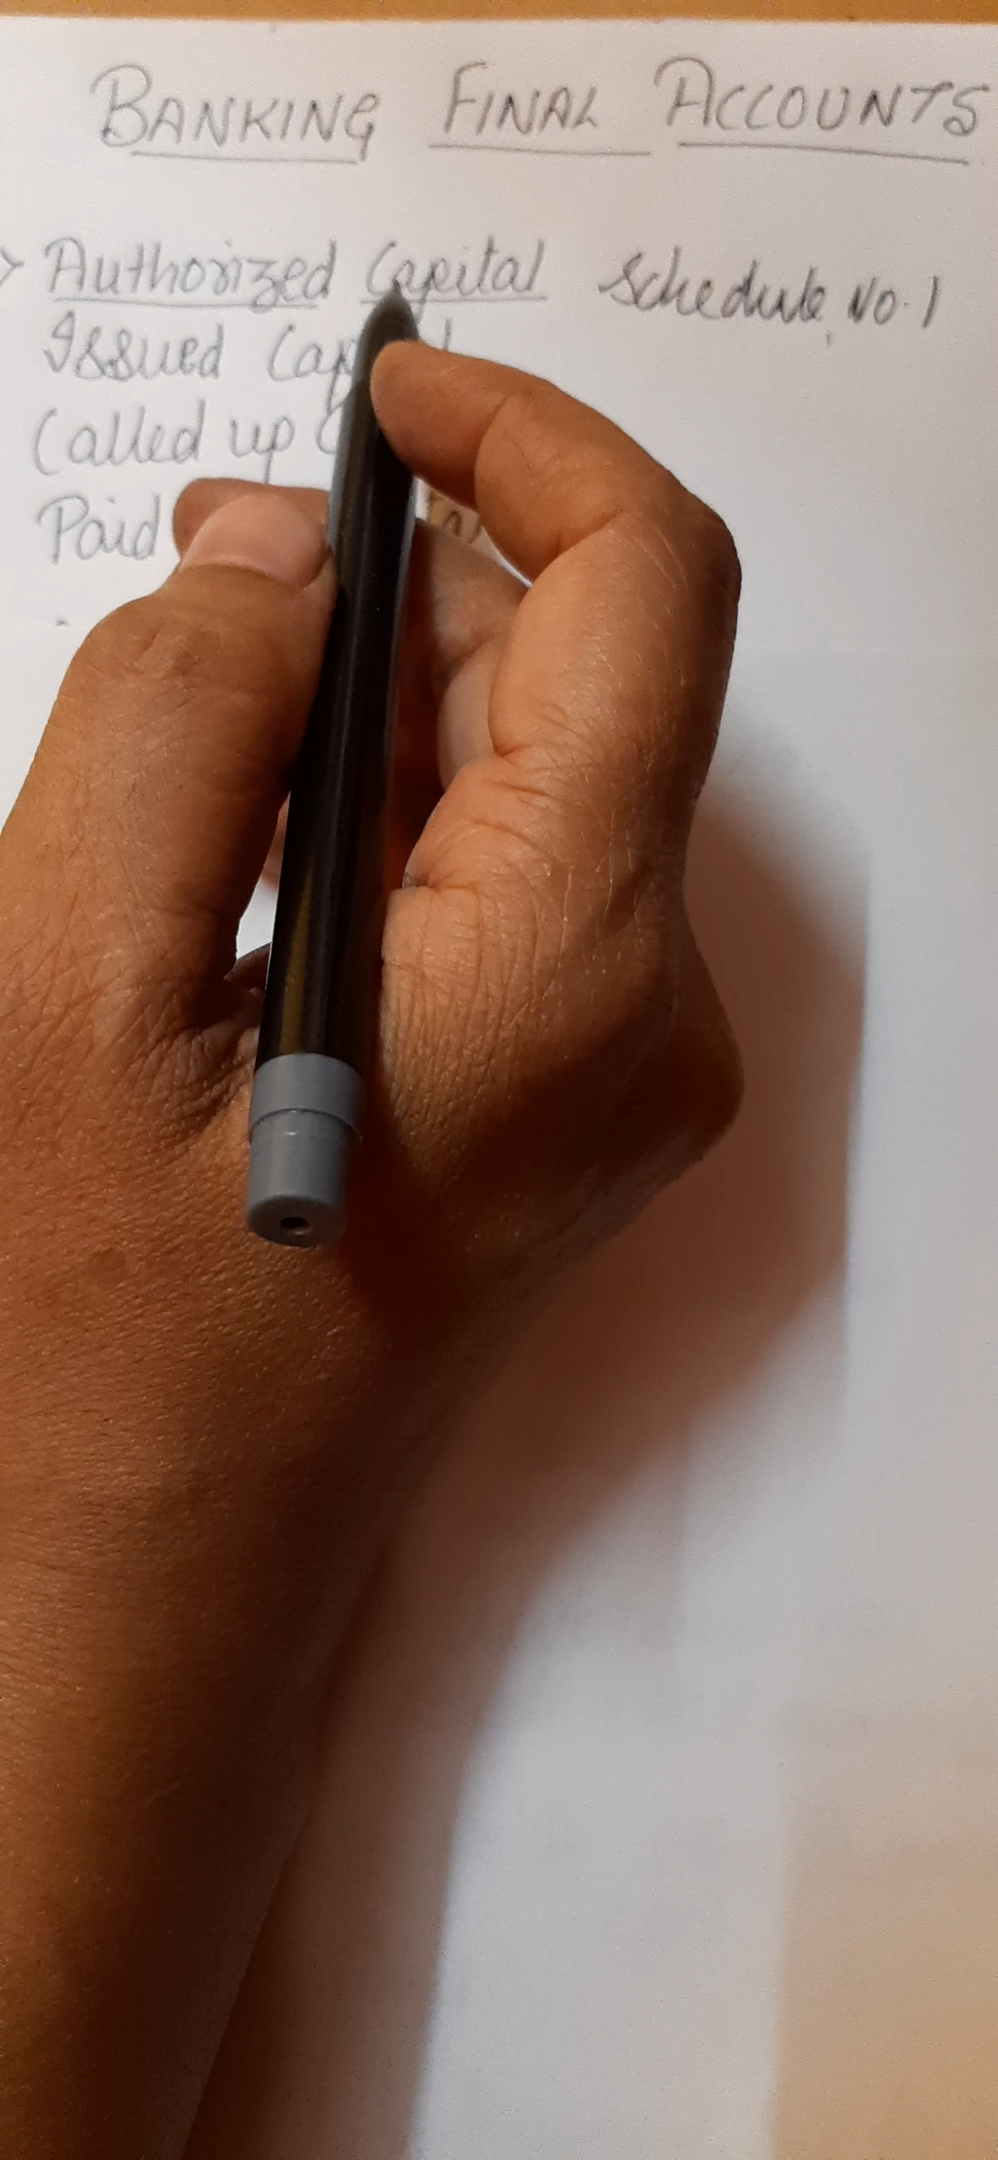 BANKING FINAL ACCOUNTS
> Authorized Capital Schedule No. 1
Issued
Called up
Paid